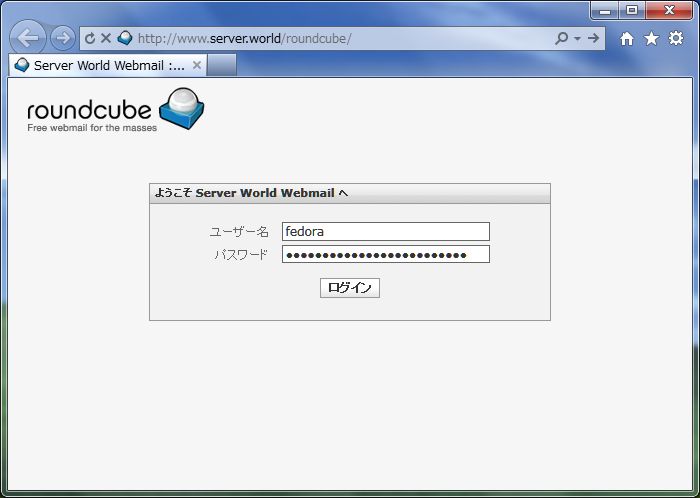 http://www.server.world/roundcube/
Server World Webmail :...
roundcube
Free webmail for the masses
ようこそ Server World Webmail へ
ユーザー名 fedora
パスワード ●●●●●●●●●●●●●●●●●●●●●●●●●
ログイン